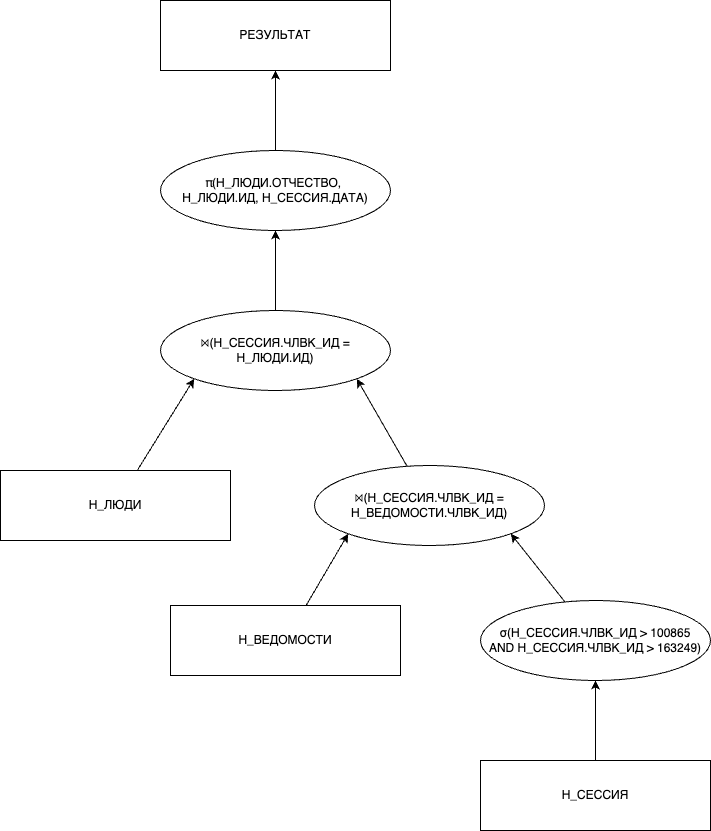 РЕЗУЛЬТАТ
π(Н_ЛЮДИ.ОТЧЕСТВО,
Н_ЛЮДИ.ИД, Н_СЕССИЯ.ДАТА)
⋈(Н_СЕССИЯ.ЧЛВК_ИД =
Н_ЛЮДИ.ИД)
Н_ЛЮДИ
⋈(Н_СЕССИЯ.ЧЛВК_ИД =
Н_ВЕДОМОСТИ.ЧЛВК_ИД)
Н_ВЕДОМОСТИ
σ(Н_СЕССИЯ.ЧЛВК_ИД > 100865
AND Н_СЕССИЯ.ЧЛВК_ИД > 163249)
Н_СЕССИЯ